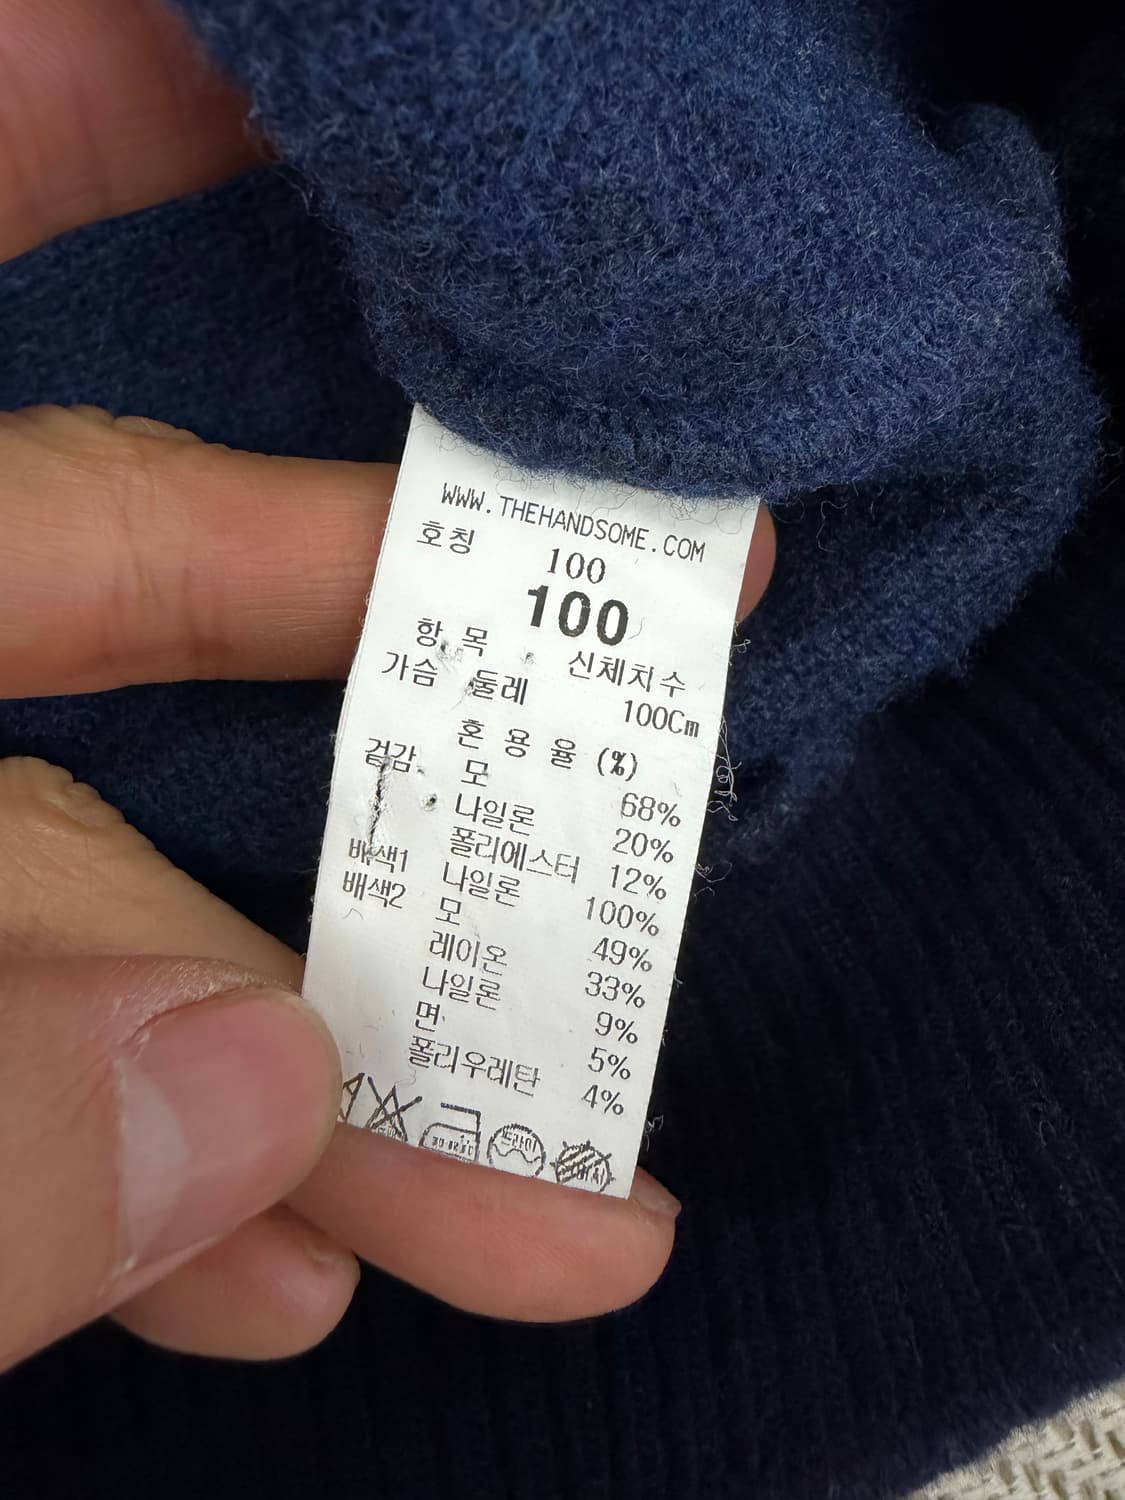 WWW.THEHANDSOME.COM
호칭 100
100
항 목 신체치수
가슴 둘레 100Cm
혼 용 율 (%)
겉감 모 68%
나일론 20%
폴리에스터 12%
배색1 나일론 100%
배색2 모 49%
레이온 33%
나일론 9%
면 5%
폴리우레탄 4%
드라이